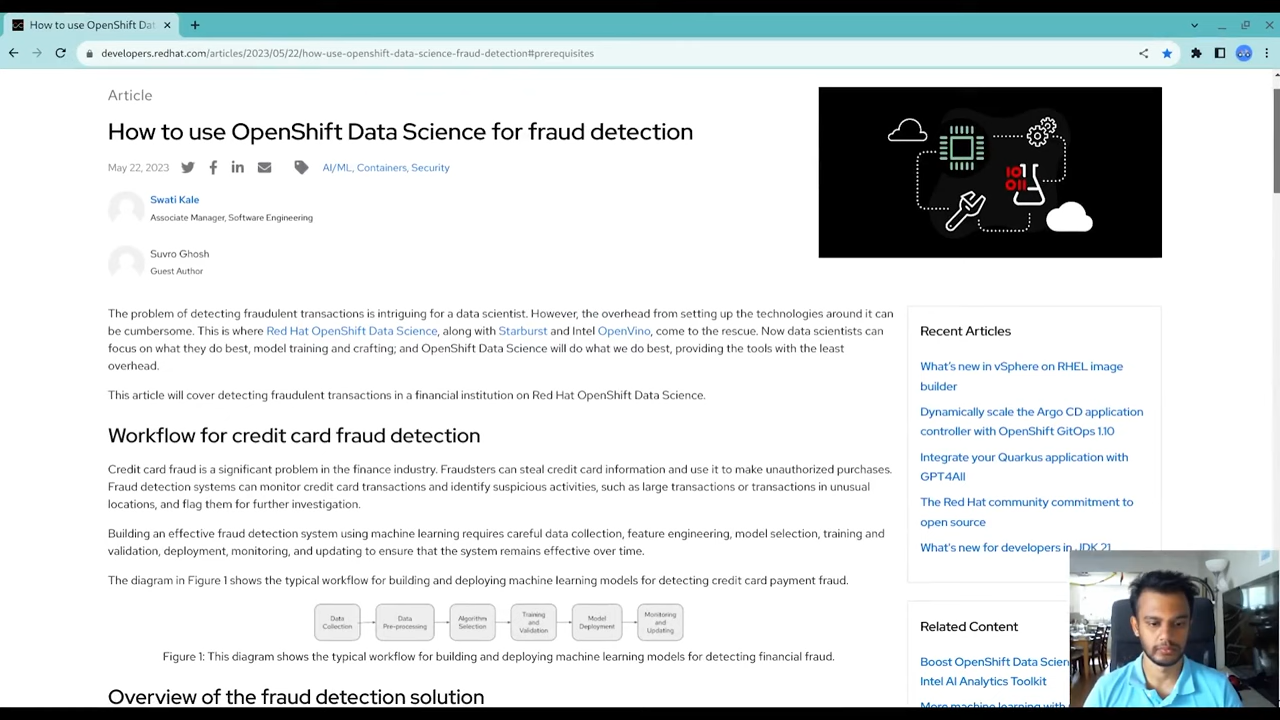 How to use OpenShift Dat
developers.redhat.com/articles/2023/05/22/how-use-openshift-data-science-fraud-detection#prerequisites
Article
How to use OpenShift Data Science for fraud detection
May 22, 2023
AI/ML, Containers, Security
Swati Kale
Associate Manager, Software Engineering
Suvro Ghosh
Guest Author
101
011
The problem of detecting fraudulent transactions is intriguing for a data scientist. However, the overhead from setting up the technologies around it can
be cumbersome. This is where Red Hat OpenShift Data Science, along with Starburst and Intel OpenVino, come to the rescue. Now data scientists can
focus on what they do best, model training and crafting; and OpenShift Data Science will do what we do best, providing the tools with the least
overhead.
This article will cover detecting fraudulent transactions in a financial institution on Red Hat OpenShift Data Science.
Workflow for credit card fraud detection
Credit card fraud is a significant problem in the finance industry. Fraudsters can steal credit card information and use it to make unauthorized purchases.
Fraud detection systems can monitor credit card transactions and identify suspicious activities, such as large transactions or transactions in unusual
locations, and flag them for further investigation.
Building an effective fraud detection system using machine learning requires careful data collection, feature engineering, model selection, training and
validation, deployment, monitoring, and updating to ensure that the system remains effective over time.
The diagram in Figure 1 shows the typical workflow for building and deploying machine learning models for detecting credit card payment fraud.
Data
Collection
Data
Pre-processing
Algorithm
Selection
Training
and
Validation
Model
Deployment
Monitoring
and
Updating
Figure 1: This diagram shows the typical workflow for building and deploying machine learning models for detecting financial fraud.
Overview of the fraud detection solution
Recent Articles
What's new in vSphere on RHEL image
builder
Dynamically scale the Argo CD application
controller with OpenShift GitOps 1.10
Integrate your Quarkus application with
GPT4All
The Red Hat community commitment to
open source
What's new for developers in JDK 21
Related Content
Boost OpenShift Data Scien
Intel AI Analytics Toolkit
More machine learning with